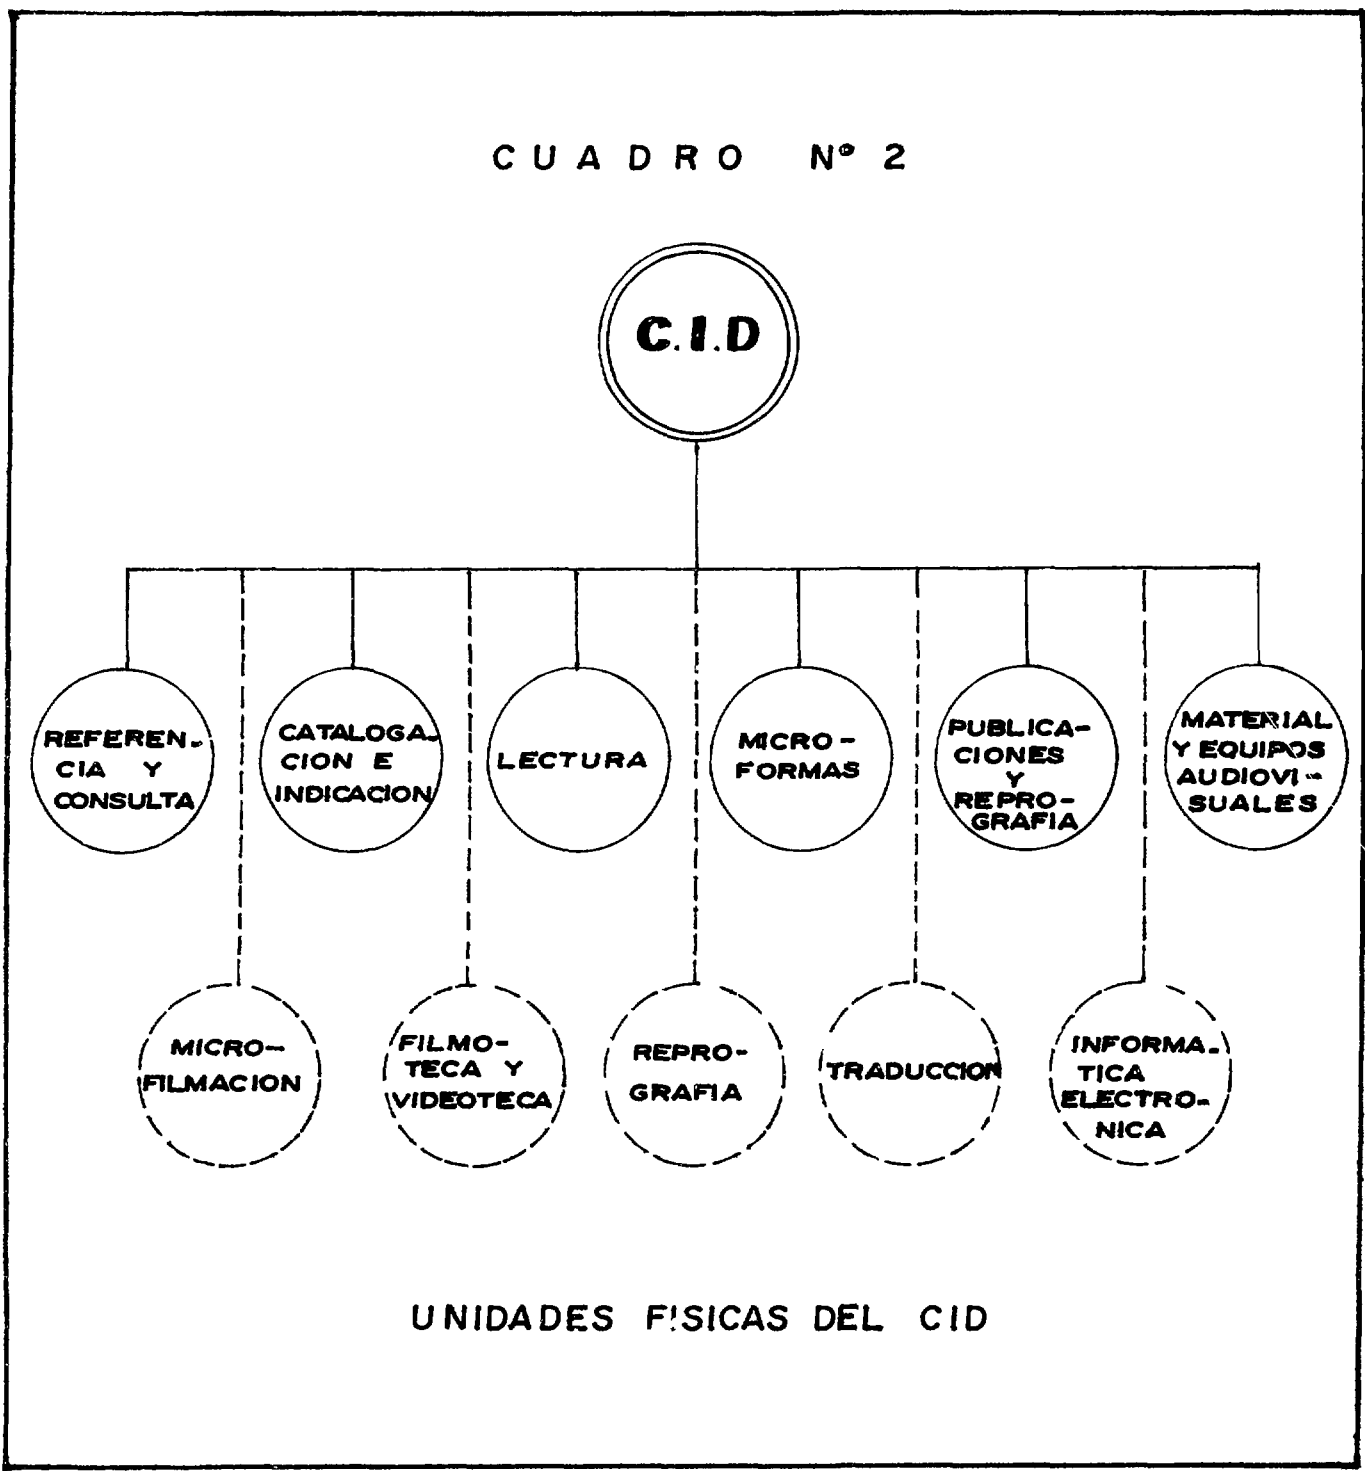 CUADRO Nº 2
C.I.D
REFEREN-
CIA Y
CONSULTA
CATALOGA-
CION E
INDICACION
LECTURA
MICRO-
FORMAS
PUBLICA-
CIONES
Y
REPRO-
GRAFIA
MATERIAL
Y EQUIPOS
AUDIOVI-
SUALES
MICRO-
FILMACION
FILMO-
TECA Y
VIDEOTECA
REPRO-
GRAFIA
TRADUCCION
INFORMA-
TICA
ELECTRO-
NICA
UNIDADES FISICAS DEL CID